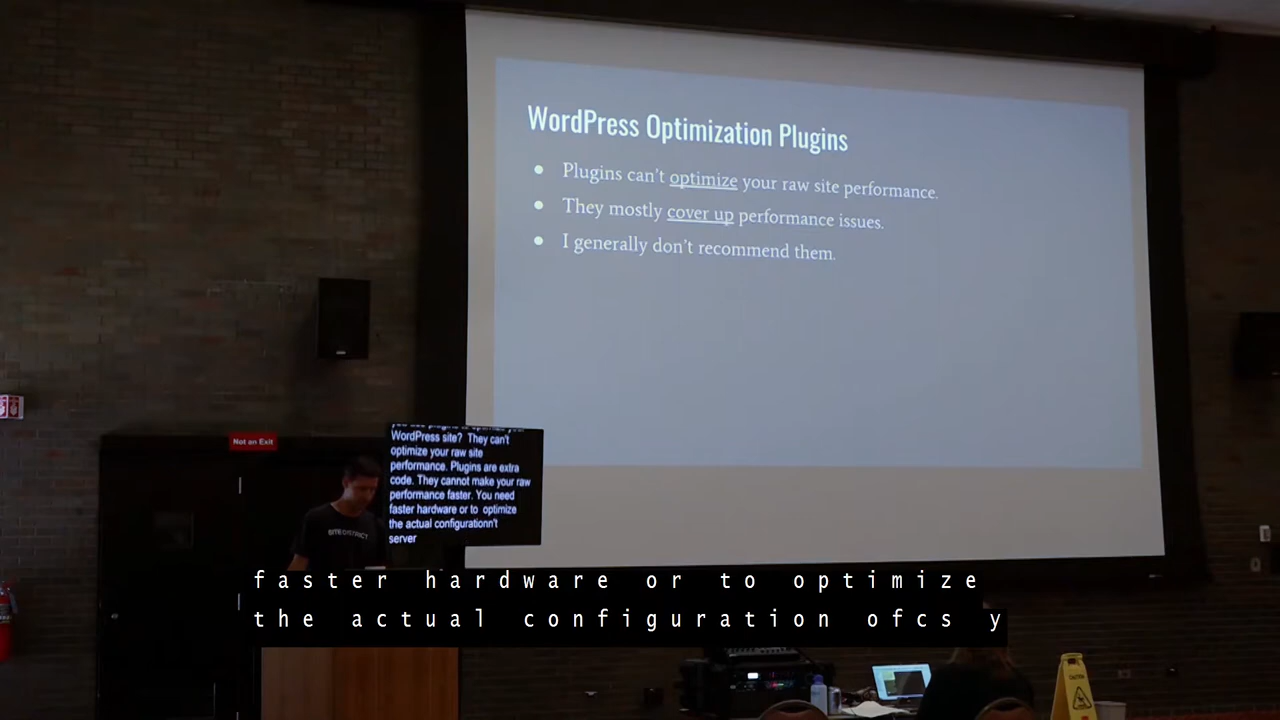 WordPress Optimization Plugins
Plugins can't optimize your raw site performance.
They mostly cover up performance issues.
I generally don't recommend them.
Not an Exit
WordPress site? They can't
optimize your raw site
performance. Plugins are extra
code. They cannot make your raw
performance faster. You need
faster hardware or to optimize
the actual configurationn't
server
SITE DISTRICT
faster hardware or to optimize
the actual configuration ofcs y
CAUTION